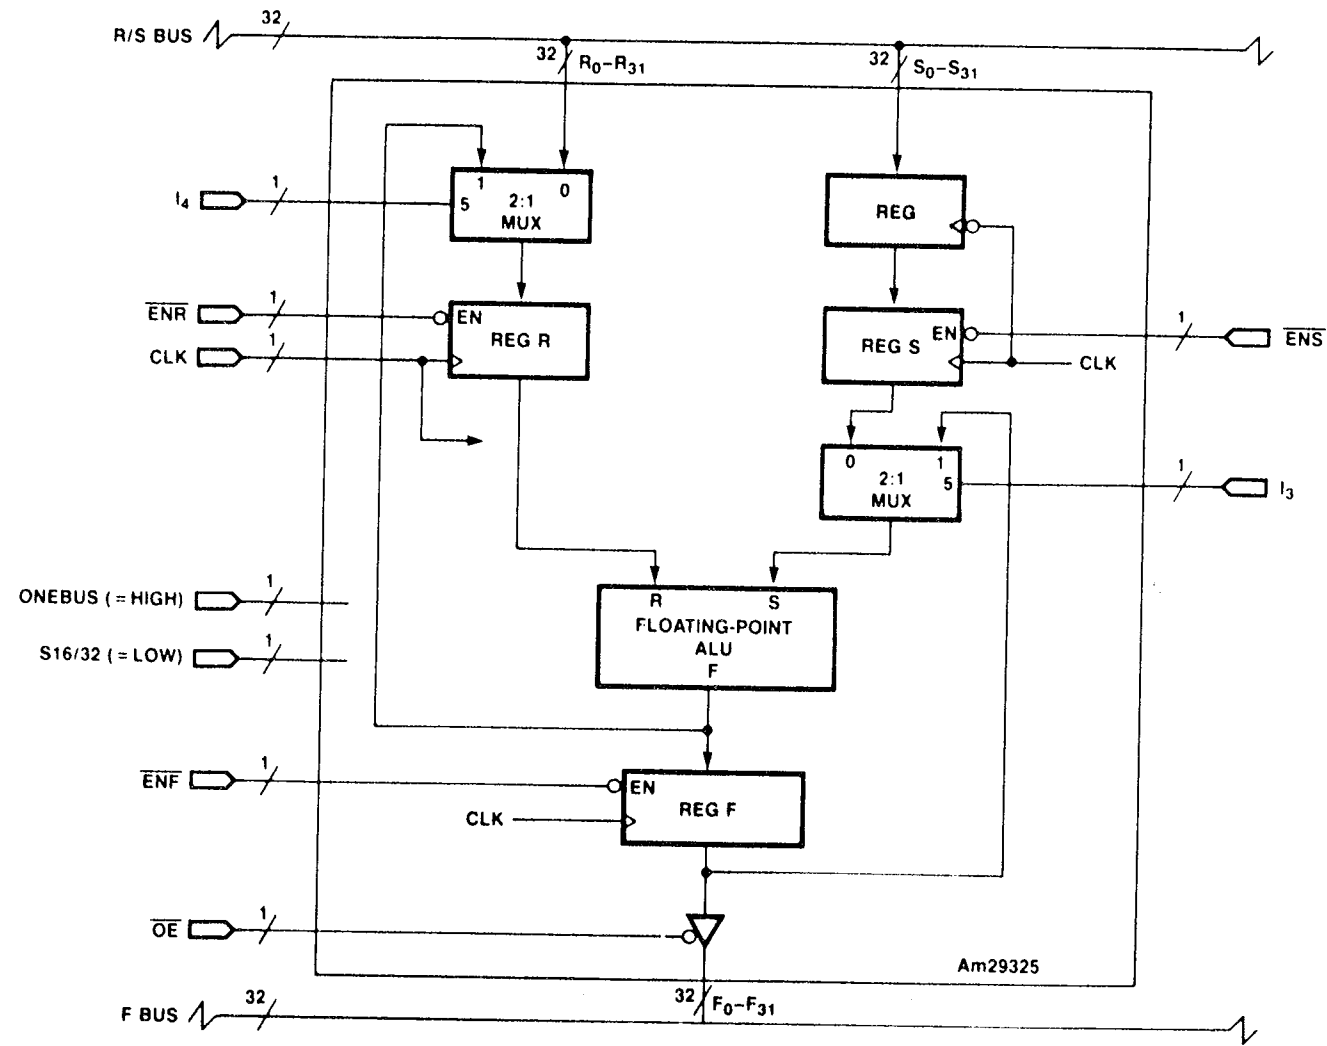 R/S BUS
32
32
R0–R31
32
S0–S31
I4
1
1
0
5
2:1
MUX
REG
ENR
1
EN
REG R
CLK
1
EN
REG S
CLK
1
ENS
0
1
2:1
MUX
5
1
I3
ONEBUS (=HIGH)
1
S16/32 (=LOW)
1
R
S
FLOATING-POINT
ALU
F
ENF
1
EN
REG F
CLK
OE
1
Am29325
F BUS
32
32
F0–F31